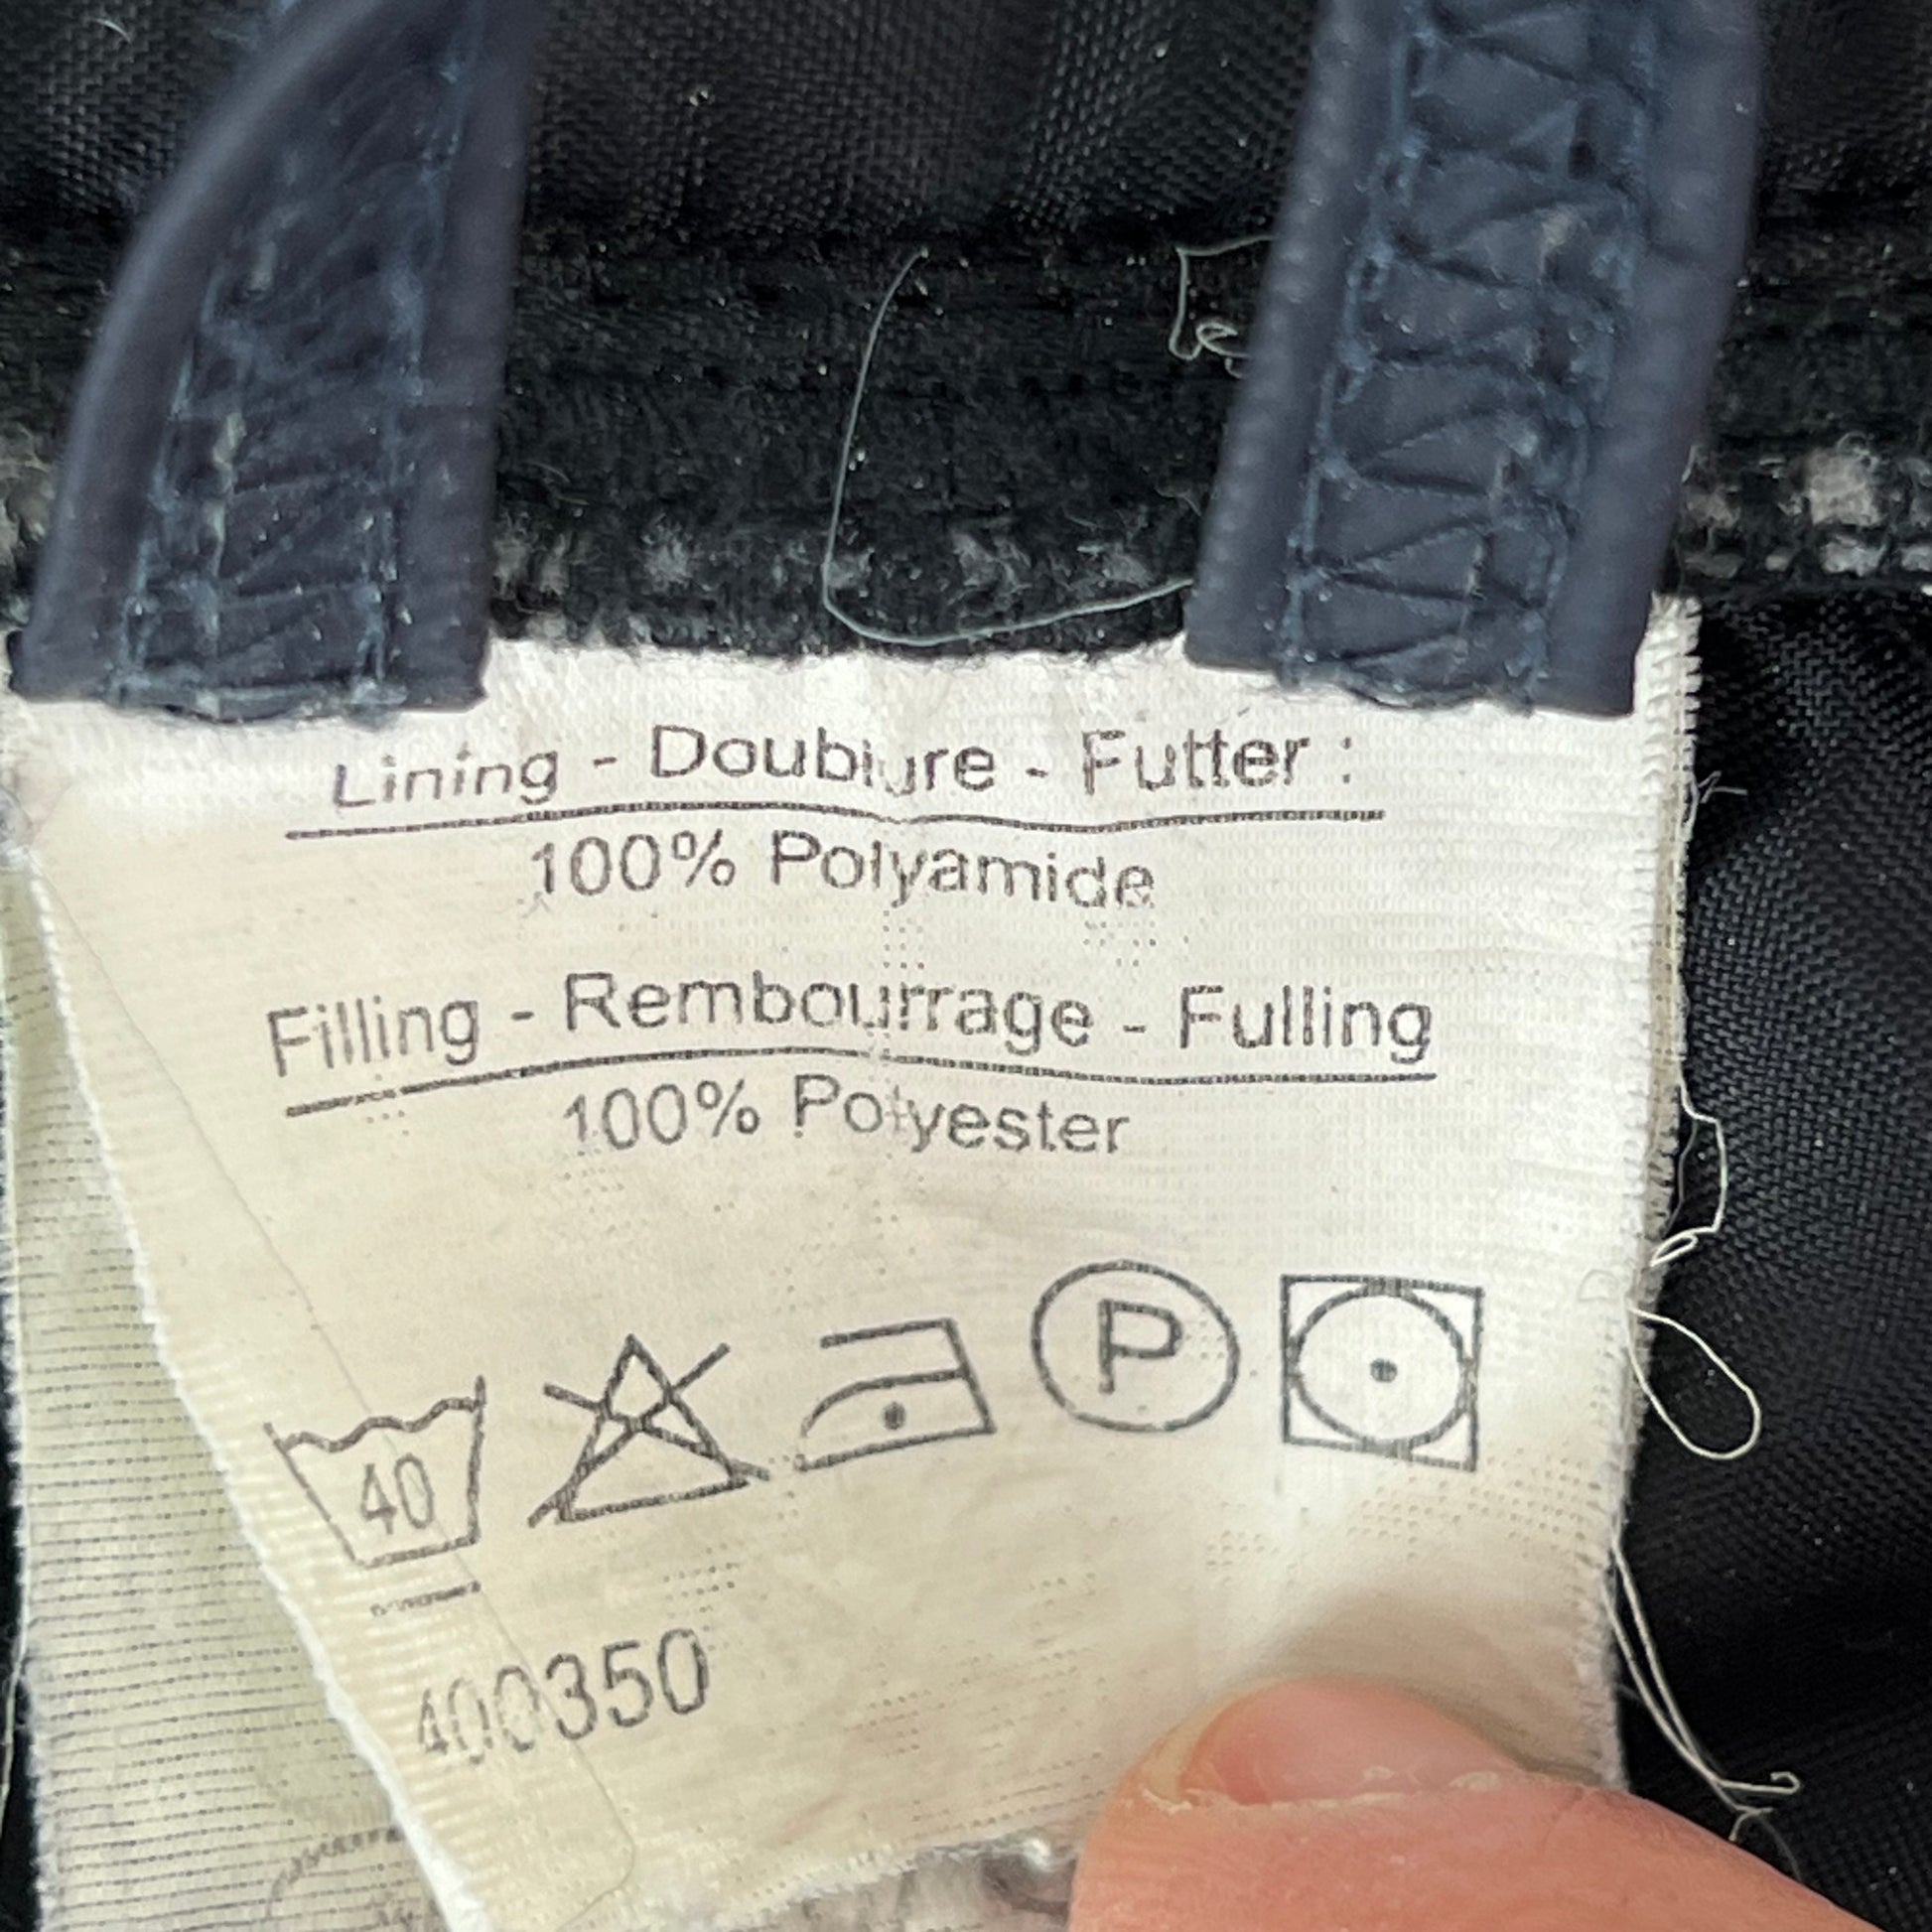 Lining - Doublure - Futter :
100% Polyamide
Filling - Rembourrage - Fulling
100% Polyester
40
P
400350